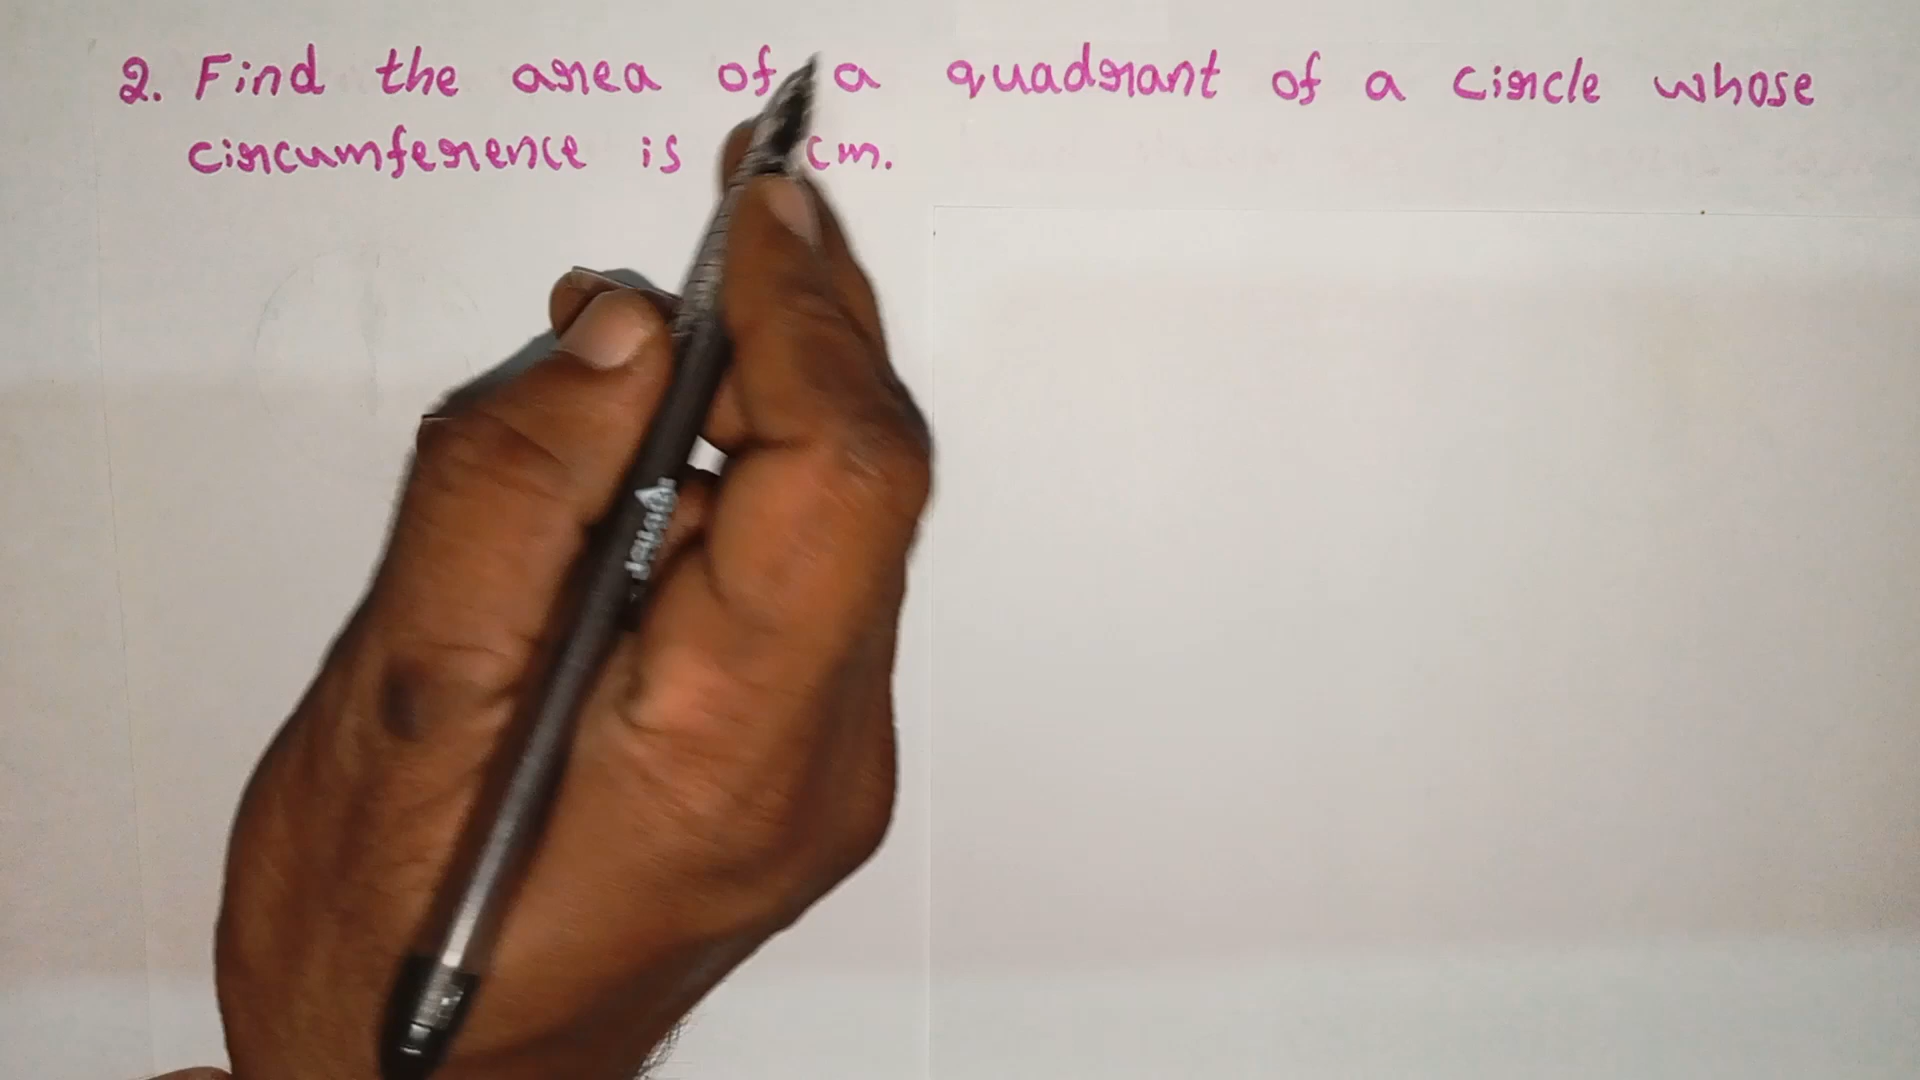 2. Find the area of a quadrant of a circle whose
circumference is cm.